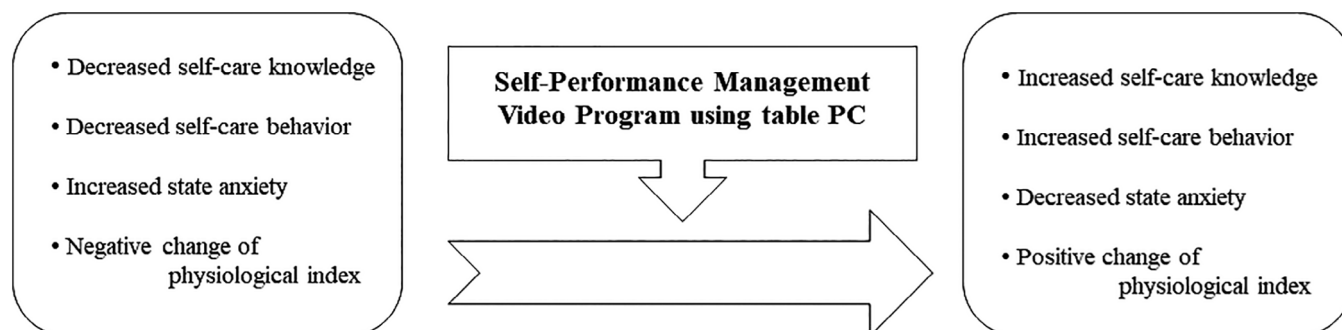 • Decreased self-care knowledge
• Decreased self-care behavior
• Increased state anxiety
• Negative change of
physiological index
Self-Performance Management
Video Program using table PC
• Increased self-care knowledge
• Increased self-care behavior
• Decreased state anxiety
• Positive change of
physiological index